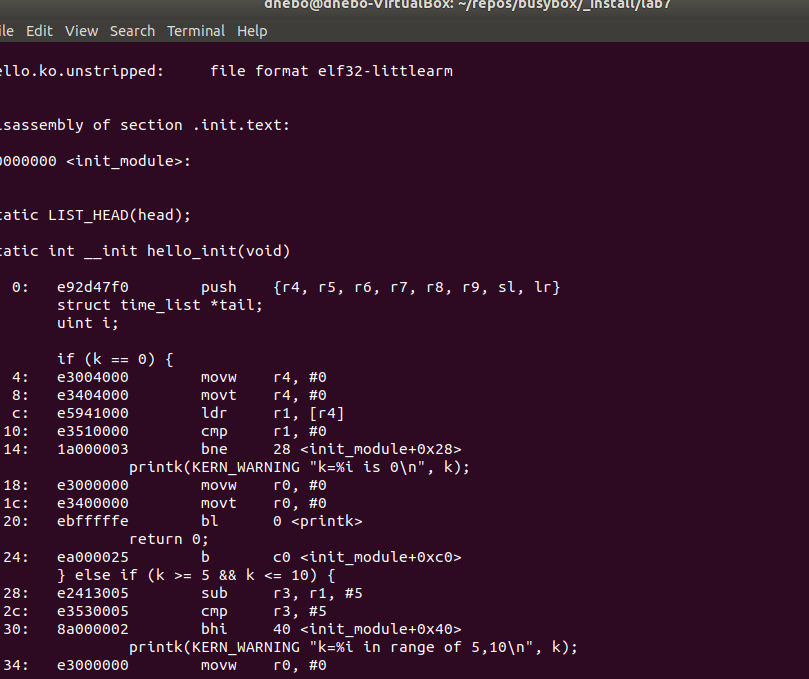 dnebo@dnebo-VirtualBox: ~/repos/busybox/_install/lab7
ile Edit View Search Terminal Help
ello.ko.unstripped:     file format elf32-littlearm
isassembly of section .init.text:
0000000 <init_module>:
tatic LIST_HEAD(head);
tatic int __init hello_init(void)
0:   e92d47f0        push    {r4, r5, r6, r7, r8, r9, sl, lr}
struct time_list *tail;
uint i;
if (k == 0) {
4:   e3004000        movw    r4, #0
8:   e3404000        movt    r4, #0
c:   e5941000        ldr     r1, [r4]
10:   e3510000        cmp     r1, #0
14:   1a000003        bne     28 <init_module+0x28>
printk(KERN_WARNING "k=%i is 0\n", k);
18:   e3000000        movw    r0, #0
1c:   e3400000        movt    r0, #0
20:   ebfffffe        bl      0 <printk>
return 0;
24:   ea000025        b       c0 <init_module+0xc0>
} else if (k >= 5 && k <= 10) {
28:   e2413005        sub     r3, r1, #5
2c:   e3530005        cmp     r3, #5
30:   8a000002        bhi     40 <init_module+0x40>
printk(KERN_WARNING "k=%i in range of 5,10\n", k);
34:   e3000000        movw    r0, #0